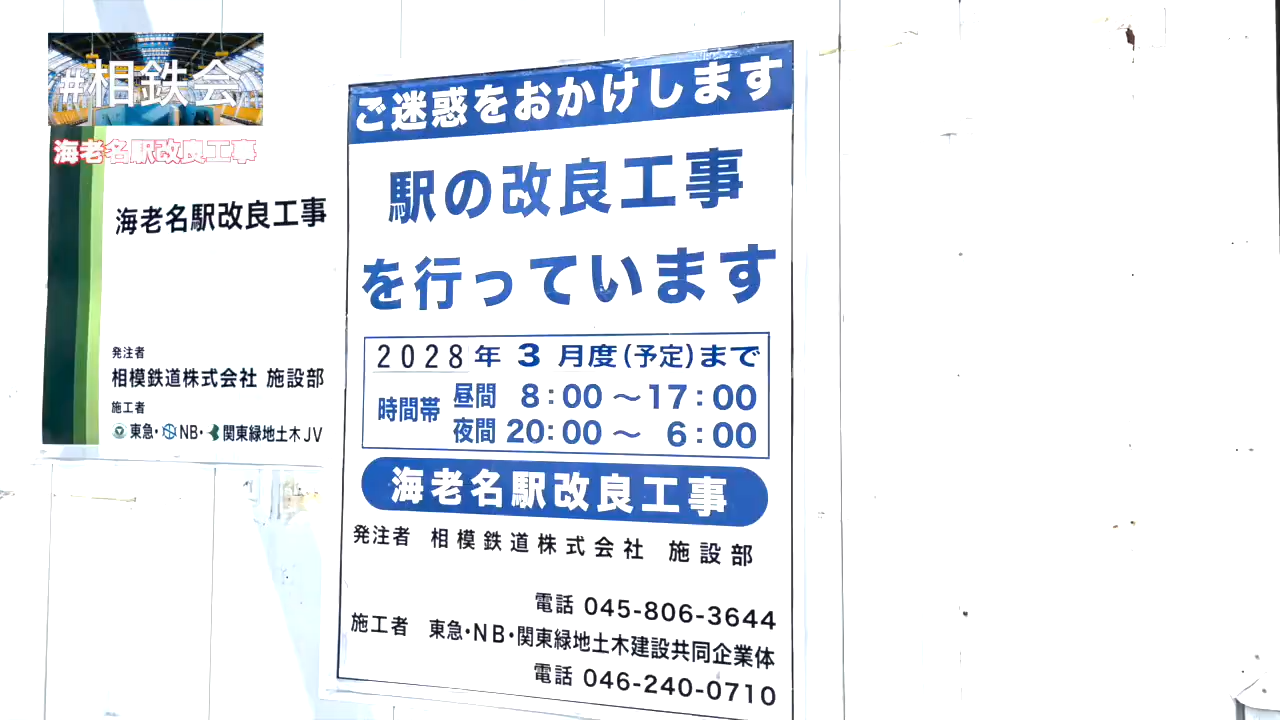 #相鉄会
海老名駅改良工事
海老名駅改良工事
発注者
相模鉄道株式会社 施設部
施工者
東急・NB・関東緑地土木JV
ご迷惑をおかけします
駅の改良工事
を行っています
2028年 3 月度(予定)まで
時間帯
昼間 8:00 〜17:00
夜間 20:00 〜 6:00
海老名駅改良工事
発注者 相模鉄道株式会社 施設部
電話 045-806-3644
施工者 東急・NB・関東緑地土木建設共同企業体
電話 046-240-0710